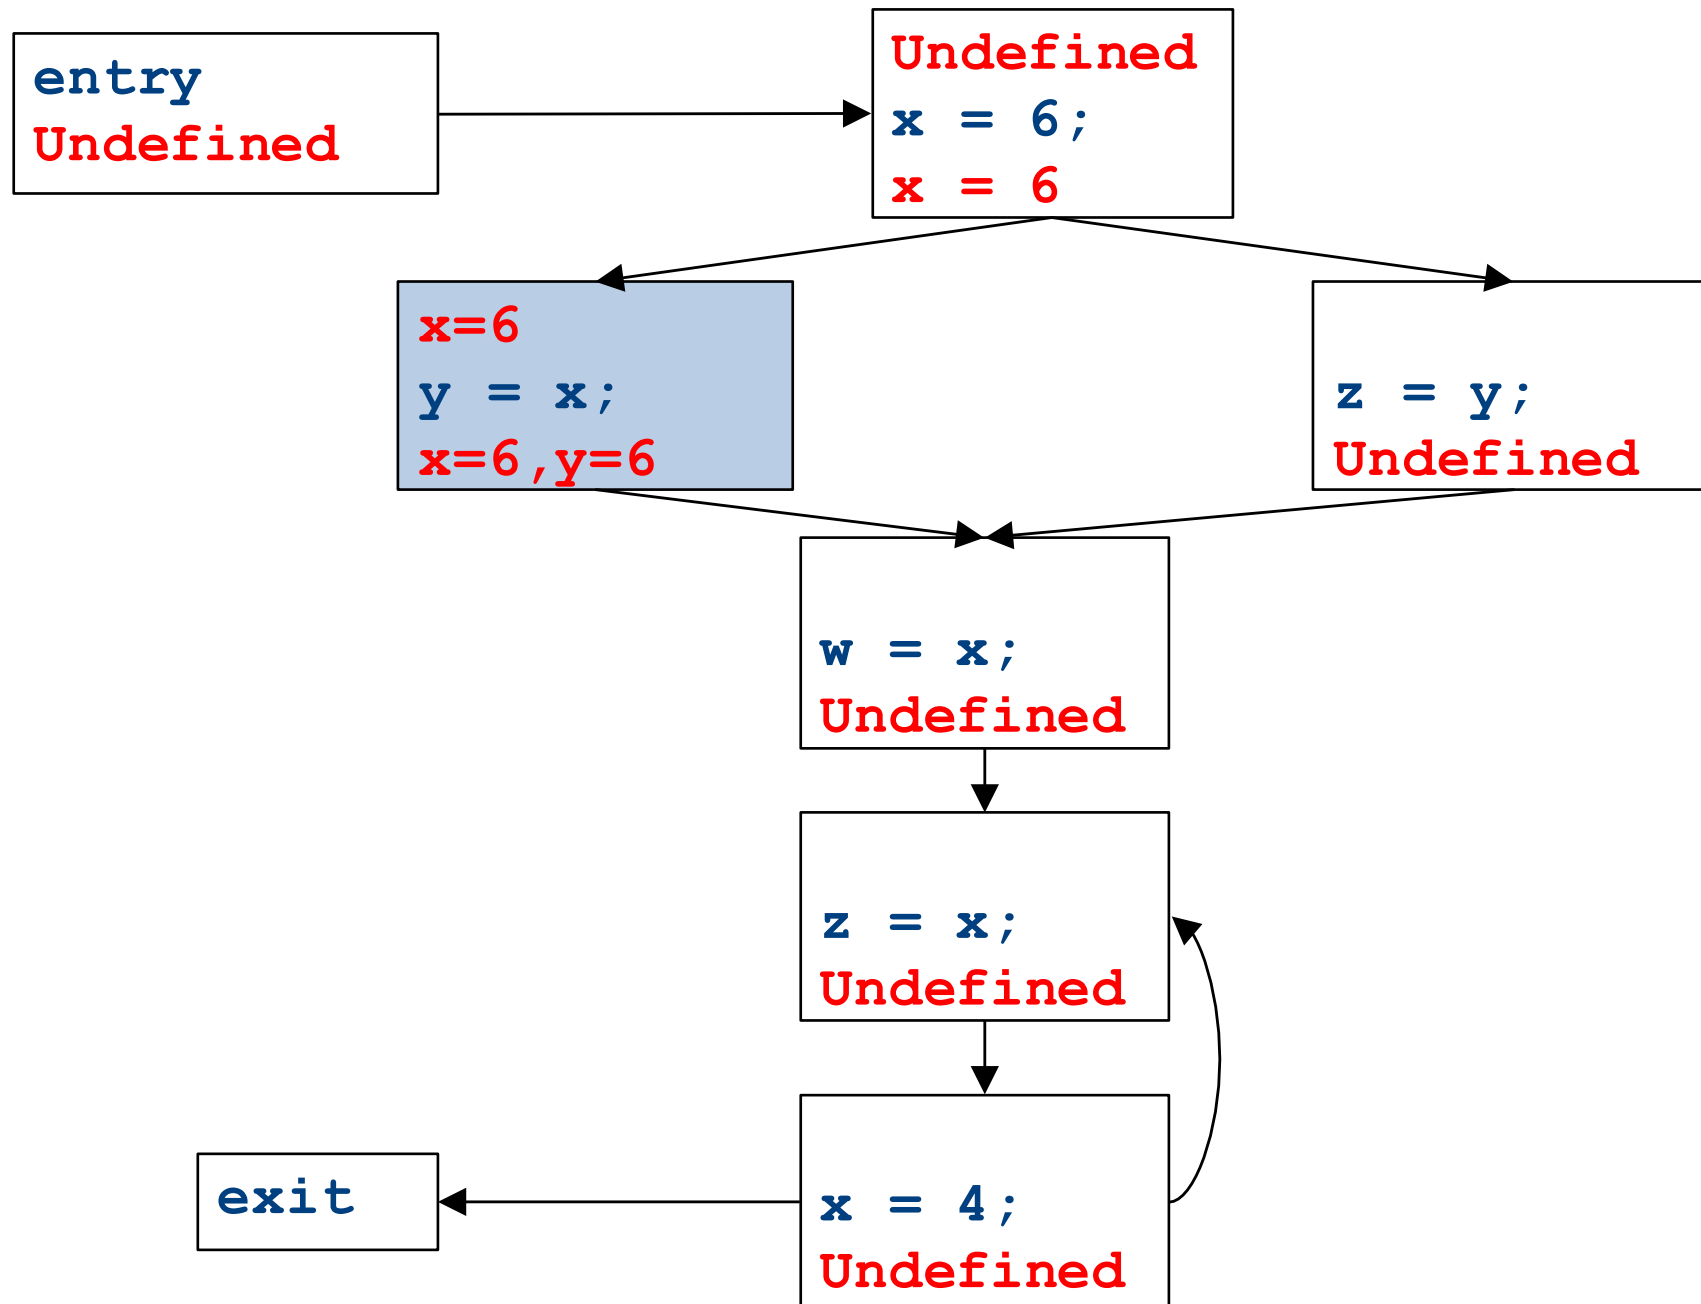 entry
Undefined
Undefined
x = 6;
x = 6
x=6
y = x;
x=6,y=6
z = y;
Undefined
w = x;
Undefined
z = x;
Undefined
x = 4;
Undefined
exit